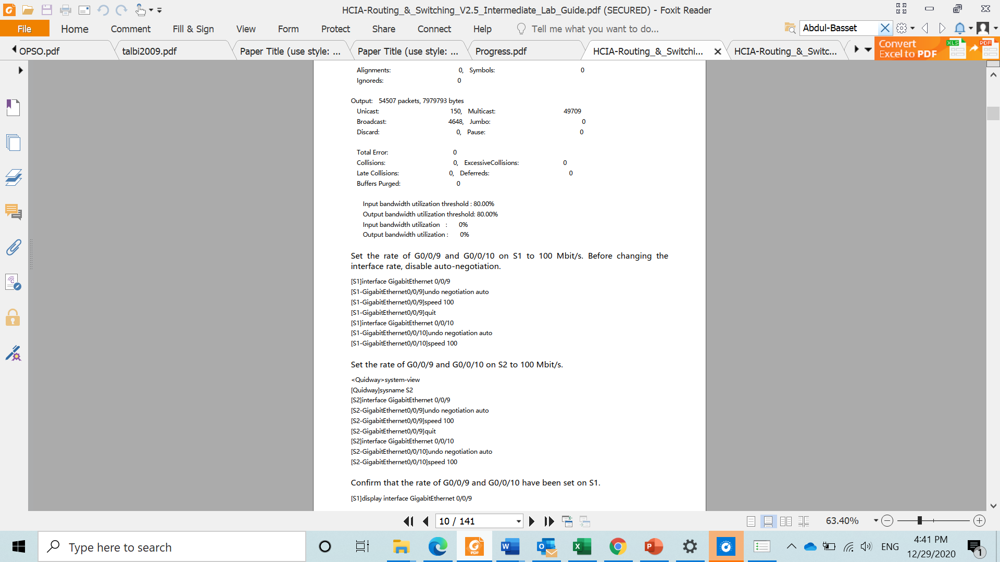 HCIA-Routing_&_Switching_V2.5_Intermediate_Lab_Guide.pdf (SECURED) - Foxit Reader
File Home Comment Fill & Sign View Form Protect Share Connect Help Tell me what you want to do... Abdul-Basset
OPSO.pdf talbi2009.pdf Paper Title (use style: ... Paper Title (use style: ... Progress.pdf HCIA-Routing_&_Switchi... HCIA-Routing_&_Switc...
Convert XLS PDF
Excel to PDF
Alignments: 0, Symbols: 0
Ignoreds: 0
Output: 54507 packets, 7979793 bytes
Unicast: 150, Multicast: 49709
Broadcast: 4648, Jumbo: 0
Discard: 0, Pause: 0
Total Error: 0
Collisions: 0, ExcessiveCollisions: 0
Late Collisions: 0, Deferreds: 0
Buffers Purged: 0
Input bandwidth utilization threshold : 80.00%
Output bandwidth utilization threshold: 80.00%
Input bandwidth utilization : 0%
Output bandwidth utilization : 0%
Set the rate of G0/0/9 and G0/0/10 on S1 to 100 Mbit/s. Before changing the
interface rate, disable auto-negotiation.
[S1]interface GigabitEthernet 0/0/9
[S1-GigabitEthernet0/0/9]undo negotiation auto
[S1-GigabitEthernet0/0/9]speed 100
[S1-GigabitEthernet0/0/9]quit
[S1]interface GigabitEthernet 0/0/10
[S1-GigabitEthernet0/0/10]undo negotiation auto
[S1-GigabitEthernet0/0/10]speed 100
Set the rate of G0/0/9 and G0/0/10 on S2 to 100 Mbit/s.
<Quidway>system-view
[Quidway]sysname S2
[S2]interface GigabitEthernet 0/0/9
[S2-GigabitEthernet0/0/9]undo negotiation auto
[S2-GigabitEthernet0/0/9]speed 100
[S2-GigabitEthernet0/0/9]quit
[S2]interface GigabitEthernet 0/0/10
[S2-GigabitEthernet0/0/10]undo negotiation auto
[S2-GigabitEthernet0/0/10]speed 100
Confirm that the rate of G0/0/9 and G0/0/10 have been set on S1.
[S1]display interface GigabitEthernet 0/0/9
10 / 141 63.40%
Type here to search
ENG
4:41 PM
12/29/2020
1